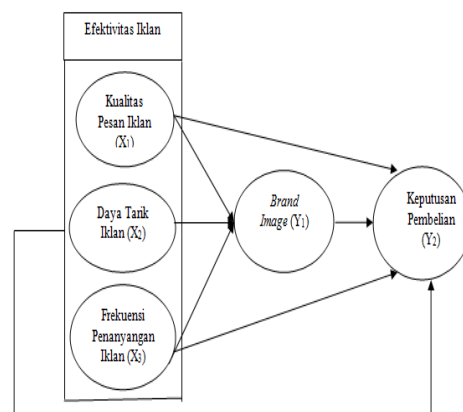 Efektivitas Iklan
Kualitas
Pesan Iklan
(X1)
Daya Tarik
Iklan (X2)
Frekuensi
Penanyangan
Iklan (X3)
Brand
Image (Y1)
Keputusan
Pembelian
(Y2)